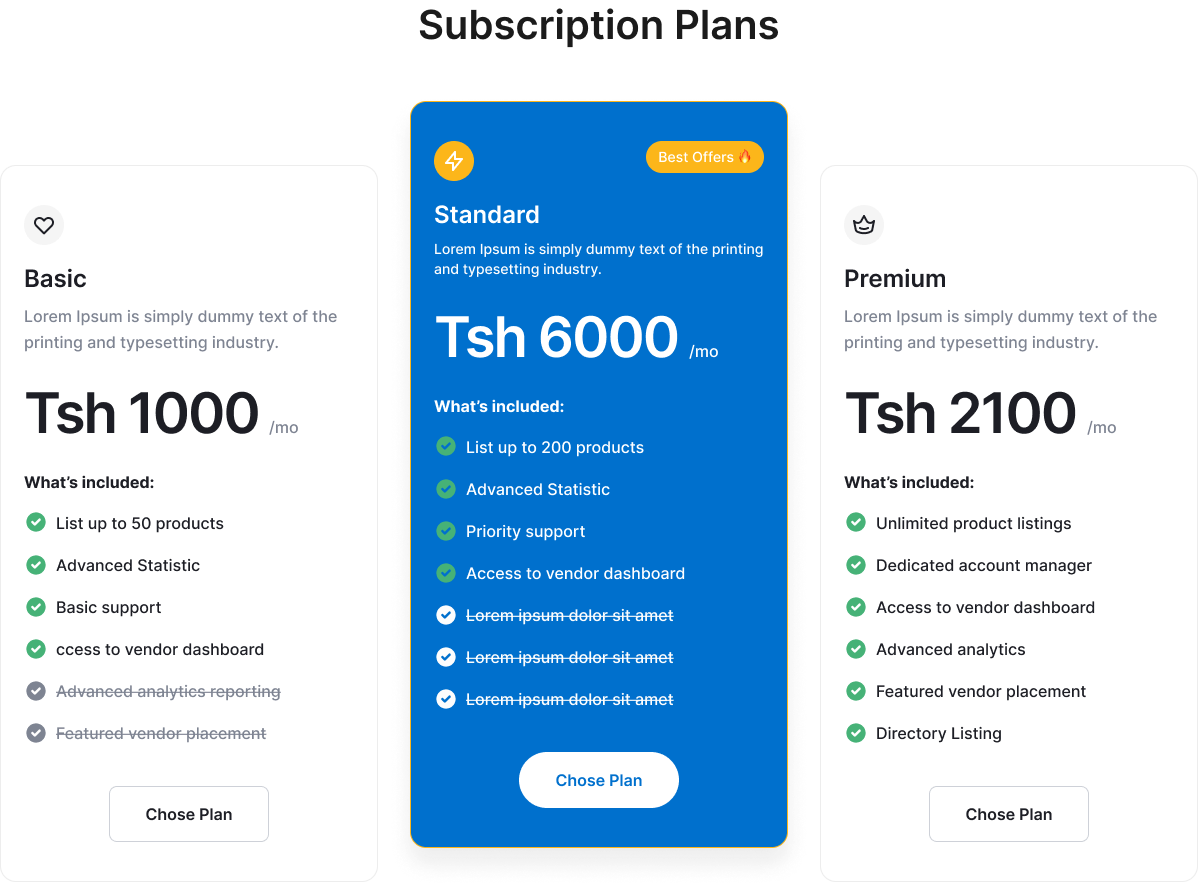 Subscription Plans
Basic
Lorem Ipsum is simply dummy text of the
printing and typesetting industry.
Tsh 1000 /mo
What’s included:
List up to 50 products
Advanced Statistic
Basic support
ccess to vendor dashboard
Advanced analytics reporting
Featured vendor placement
Chose Plan
Best Offers 🔥
Standard
Lorem Ipsum is simply dummy text of the printing
and typesetting industry.
Tsh 6000 /mo
What’s included:
List up to 200 products
Advanced Statistic
Priority support
Access to vendor dashboard
Lorem ipsum dolor sit amet
Lorem ipsum dolor sit amet
Lorem ipsum dolor sit amet
Chose Plan
Premium
Lorem Ipsum is simply dummy text of the
printing and typesetting industry.
Tsh 2100 /mo
What’s included:
Unlimited product listings
Dedicated account manager
Access to vendor dashboard
Advanced analytics
Featured vendor placement
Directory Listing
Chose Plan